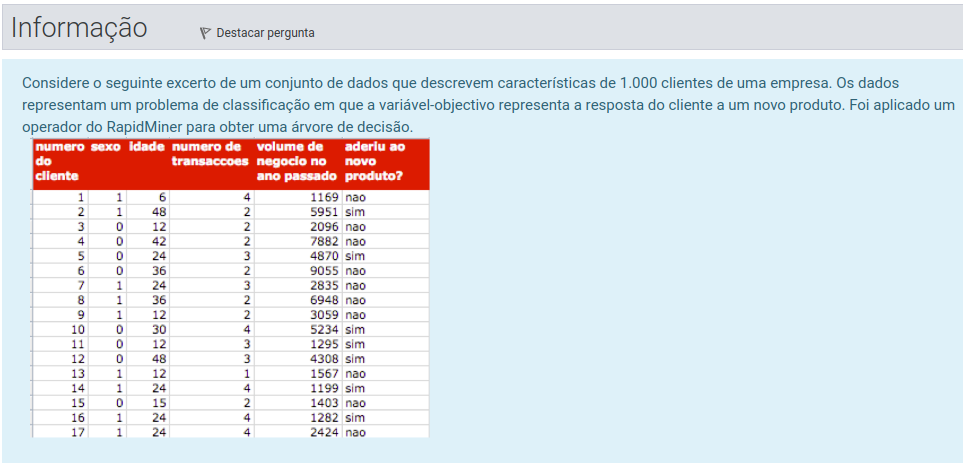 Informação
Destacar pergunta
Considere o seguinte excerto de um conjunto de dados que descrevem características de 1.000 clientes de uma empresa. Os dados
representam um problema de classificação em que a variável-objectivo representa a resposta do cliente a um novo produto. Foi aplicado um
operador do RapidMiner para obter uma árvore de decisão.
numero sexo idade numero de volume de aderiu ao
do transaccoes negocio no novo
cliente ano passado produto?
1 1 6 4 1169 nao
2 1 48 2 5951 sim
3 0 12 2 2096 nao
4 0 42 2 7882 nao
5 0 24 3 4870 sim
6 0 36 2 9055 nao
7 1 24 3 2835 nao
8 1 36 2 6948 nao
9 1 12 2 3059 nao
10 0 30 4 5234 sim
11 0 12 3 1295 sim
12 0 48 3 4308 sim
13 1 12 1 1567 nao
14 1 24 4 1199 sim
15 0 15 2 1403 nao
16 1 24 4 1282 sim
17 1 24 4 2424 nao